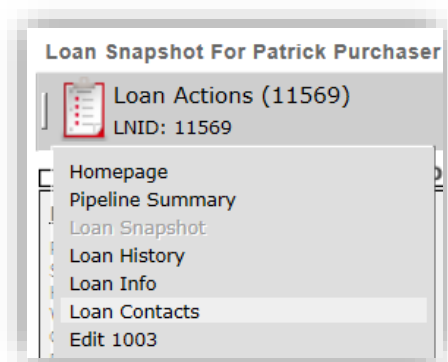 Loan Snapshot For Patrick Purchaser
Loan Actions (11569)
LNID: 11569
Homepage
Pipeline Summary
Loan Snapshot
Loan History
Loan Info
Loan Contacts
Edit 1003